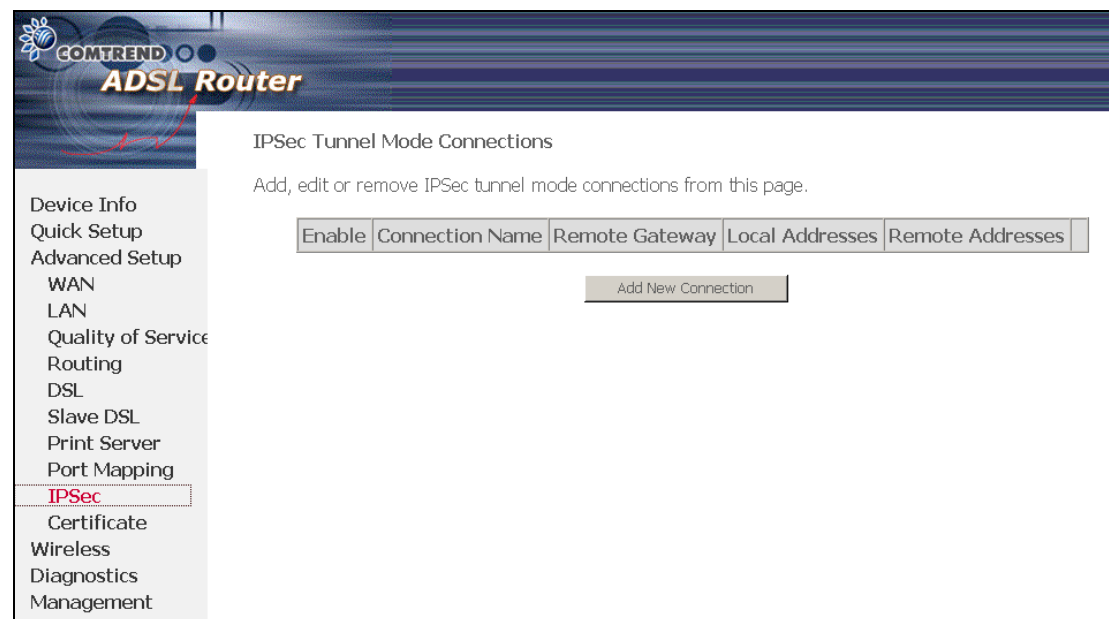 COMTREND
ADSL Router
IPSec Tunnel Mode Connections
Add, edit or remove IPSec tunnel mode connections from this page.
Enable Connection Name Remote Gateway Local Addresses Remote Addresses
Add New Connection
Device Info
Quick Setup
Advanced Setup
WAN
LAN
Quality of Service
Routing
DSL
Slave DSL
Print Server
Port Mapping
IPSec
Certificate
Wireless
Diagnostics
Management